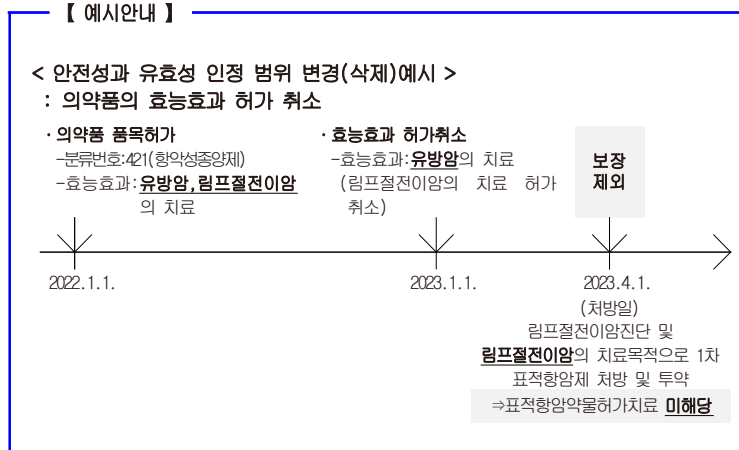 【 예시안내 】
< 안전성과 유효성 인정 범위 변경(삭제)예시 >
: 의약품의 효능효과 허가 취소
· 의약품 품목허가
-분류번호:421(항악성종양제)
-효능효과:유방암,림프절전이암
의 치료
· 효능효과 허가취소
-효능효과:유방암의 치료
(림프절전이암의 치료 허가
취소)
보장
제외
2022.1.1.
2023.1.1.
2023.4.1.
(처방일)
림프절전이암진단 및
림프절전이암의 치료목적으로 1차
표적항암제 처방 및 투약
⇒표적항암약물허가치료 미해당